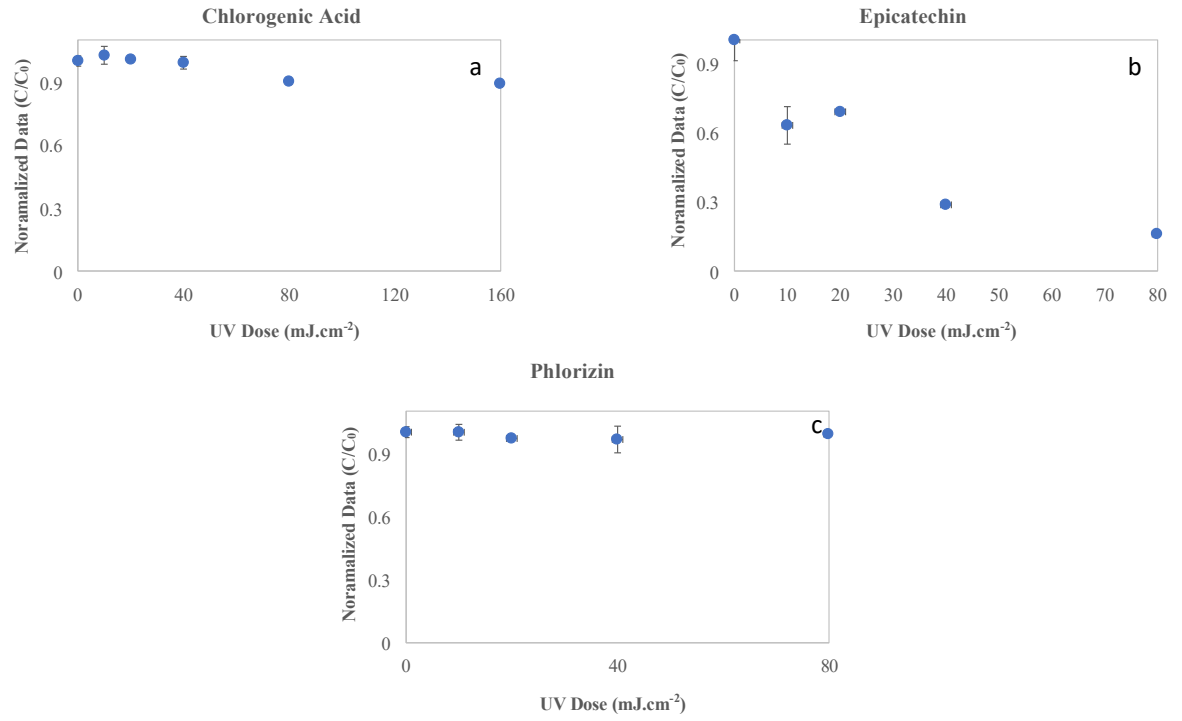 Chlorogenic Acid
Noramalized Data (C/C₀)
0.9
0.6
0.3
0
a
0 40 80 120 160
UV Dose (mJ.cm⁻²)
Epicatechin
Noramalized Data (C/C₀)
0.9
0.6
0.3
0
b
0 10 20 30 40 50 60 70 80
UV Dose (mJ.cm⁻²)
Phlorizin
Noramalized Data (C/C₀)
0.9
0.6
0.3
0
c
0 40 80
UV Dose (mJ.cm⁻²)